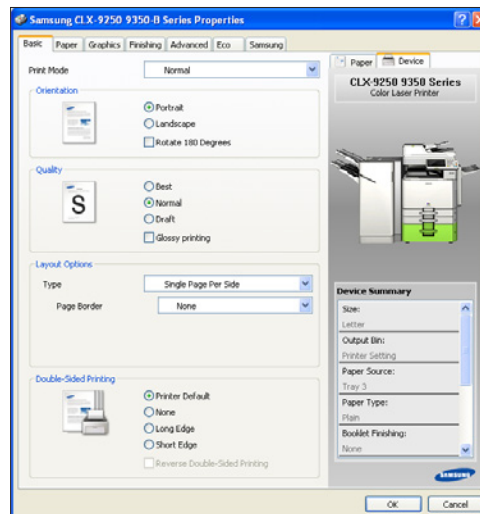 Samsung CLX-9250 9350-B Series Properties
Basic Paper Graphics Finishing Advanced Eco Samsung
Print Mode Normal
Orientation
Portrait
Landscape
Rotate 180 Degrees
Quality
S
Best
Normal
Draft
Glossy printing
Layout Options
Type Single Page Per Side
Page Border None
Double-Sided Printing
Printer Default
None
Long Edge
Short Edge
Reverse Double-Sided Printing
Paper Device
CLX-9250 9350 Series
Color Laser Printer
Device Summary
Size:
Letter
Output Bin:
Printer Setting
Paper Source:
Tray 3
Paper Type:
Plain
Booklet Finishing:
None
SAMSUNG
OK Cancel